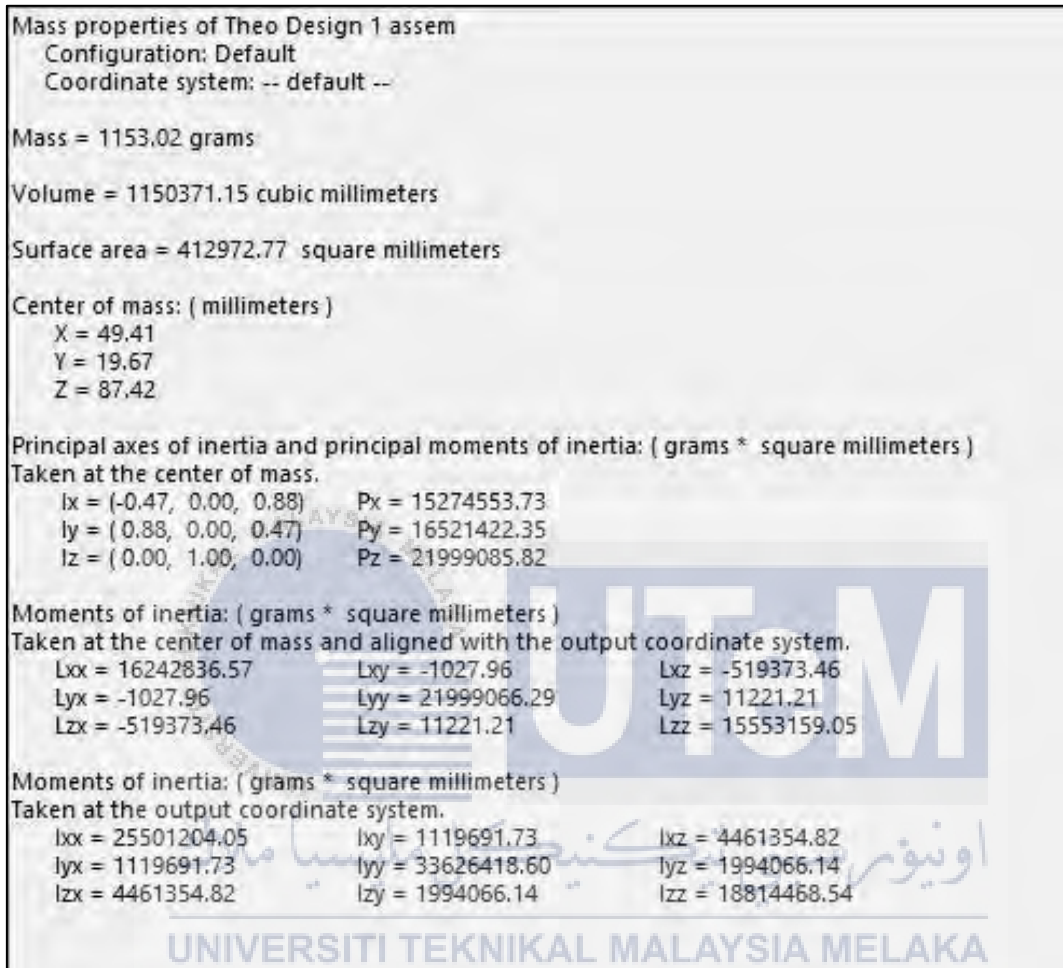 Mass properties of Theo Design 1 assem
Configuration: Default
Coordinate system: -- default --
Mass = 1153.02 grams
Volume = 1150371.15 cubic millimeters
Surface area = 412972.77 square millimeters
Center of mass: ( millimeters )
X = 49.41
Y = 19.67
Z = 87.42
Principal axes of inertia and principal moments of inertia: ( grams * square millimeters )
Taken at the center of mass.
Ix = (-0.47, 0.00, 0.88) Px = 15274553.73
Iy = ( 0.88, 0.00, 0.47) Py = 16521422.35
Iz = ( 0.00, 1.00, 0.00) Pz = 21999085.82
Moments of inertia: ( grams * square millimeters )
Taken at the center of mass and aligned with the output coordinate system.
Lxx = 16242836.57 Lxy = -1027.96 Lxz = -519373.46
Lyx = -1027.96 Lyy = 21999066.29 Lyz = 11221.21
Lzx = -519373.46 Lzy = 11221.21 Lzz = 15553159.05
Moments of inertia: ( grams * square millimeters )
Taken at the output coordinate system.
Ixx = 25501204.05 Ixy = 1119691.73 Ixz = 4461354.82
Iyx = 1119691.73 Iyy = 33626418.60 Iyz = 1994066.14
Izx = 4461354.82 Izy = 1994066.14 Izz = 18814468.54
UTeM
UNIVERSITI TEKNIKAL MALAYSIA MELAKA